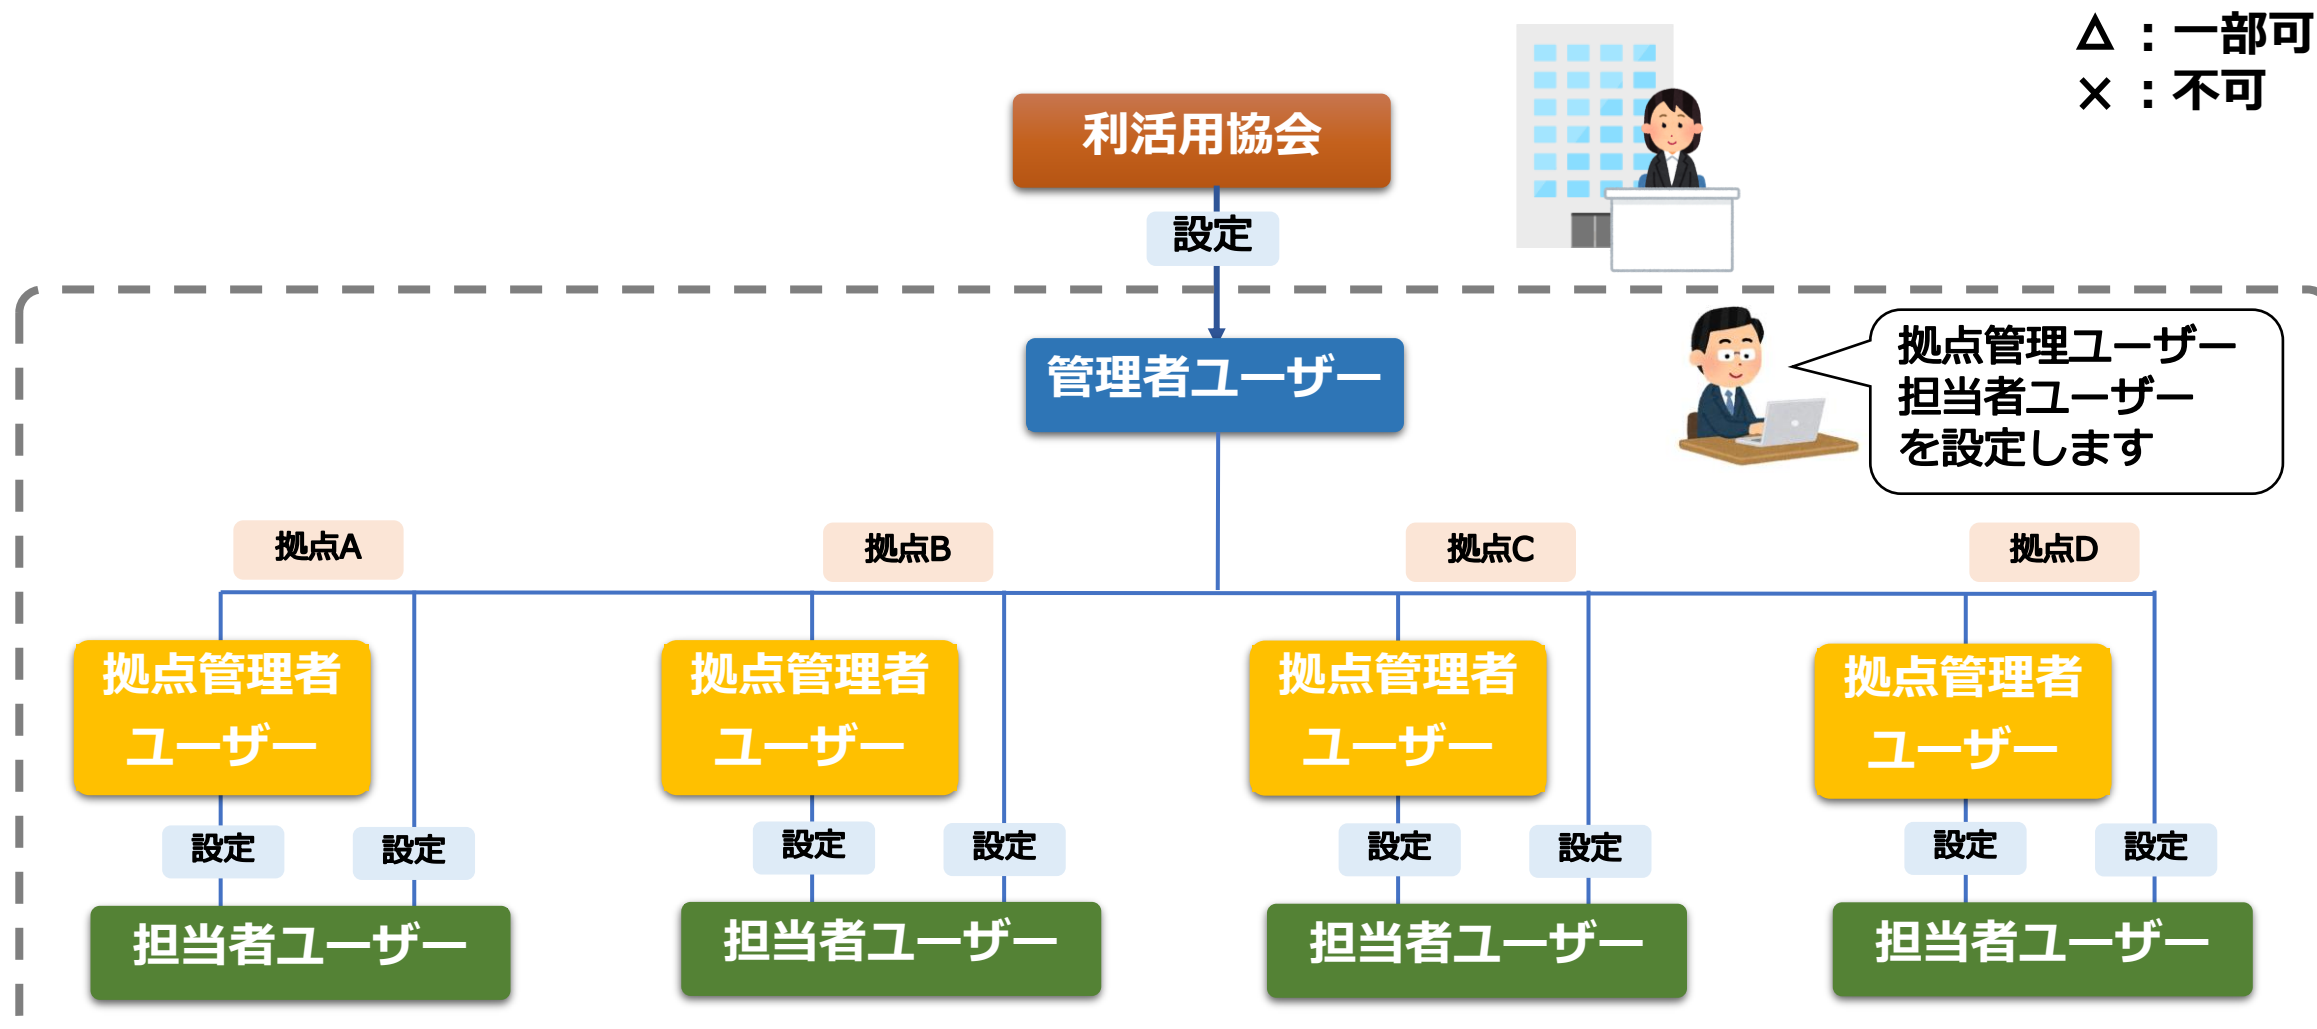 △：一部可
×：不可
利活用協会
設定
管理者ユーザー
拠点管理ユーザー
担当者ユーザー
を設定します
拠点A
拠点B
拠点C
拠点D
拠点管理者
ユーザー
拠点管理者
ユーザー
拠点管理者
ユーザー
拠点管理者
ユーザー
設定
設定
設定
設定
設定
設定
設定
設定
担当者ユーザー
担当者ユーザー
担当者ユーザー
担当者ユーザー